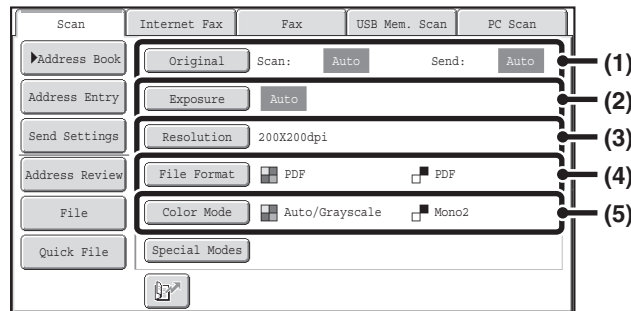 Scan Internet Fax Fax USB Mem. Scan PC Scan
Address Book Original Scan: Auto Send: Auto (1)
Address Entry Exposure Auto (2)
Send Settings Resolution 200X200dpi (3)
Address Review File Format PDF PDF (4)
File Color Mode Auto/Grayscale Mono2 (5)
Quick File Special Modes